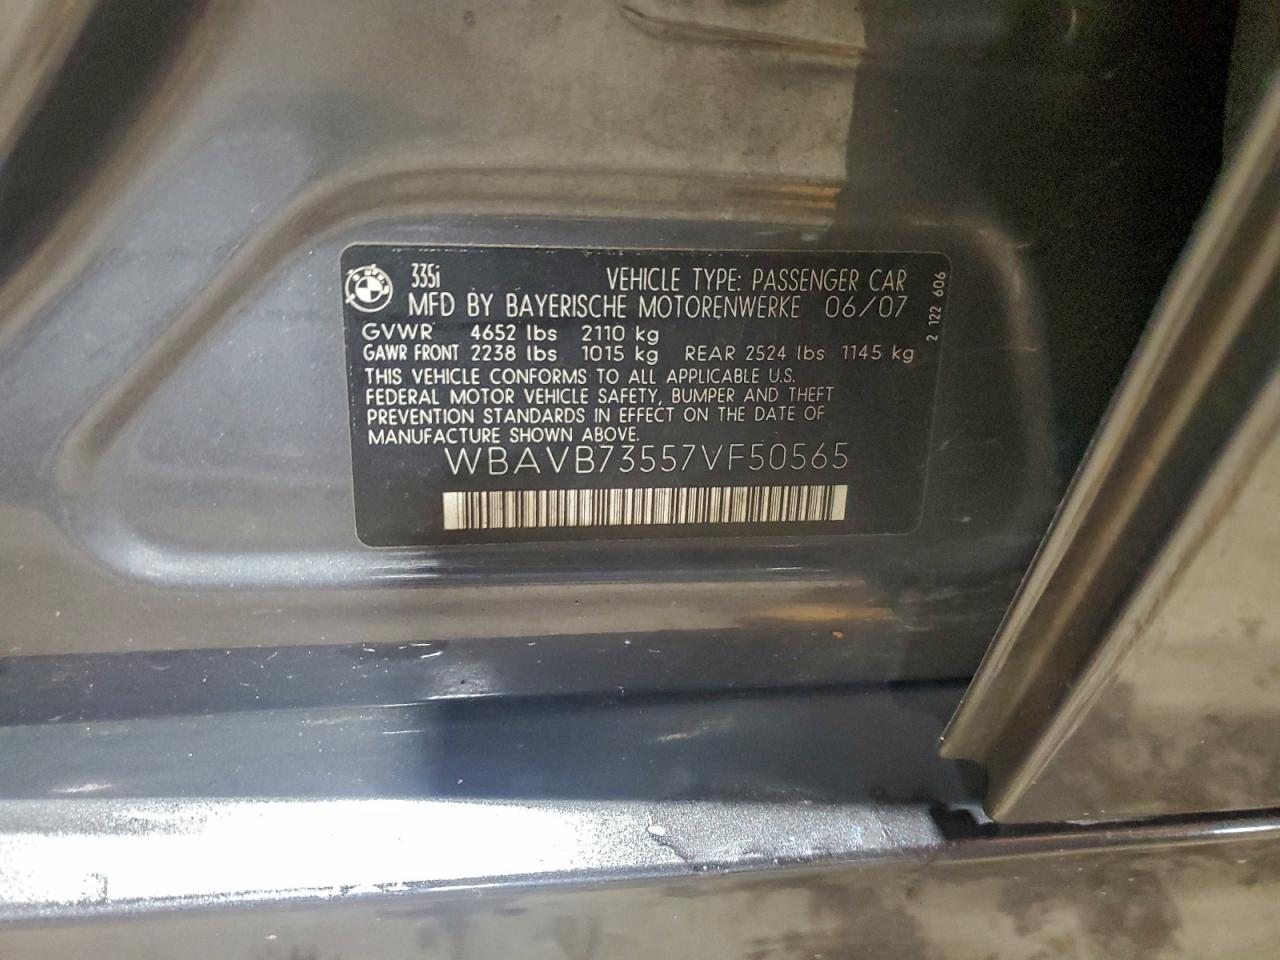 335i VEHICLE TYPE: PASSENGER CAR
MFD BY BAYERISCHE MOTORENWERKE 06/07
GVWR 4652 lbs 2110 kg
GAWR FRONT 2238 lbs 1015 kg REAR 2524 lbs 1145 kg
THIS VEHICLE CONFORMS TO ALL APPLICABLE U.S.
FEDERAL MOTOR VEHICLE SAFETY, BUMPER AND THEFT
PREVENTION STANDARDS IN EFFECT ON THE DATE OF
MANUFACTURE SHOWN ABOVE.
WBAVB73557VF50565
2 122 606